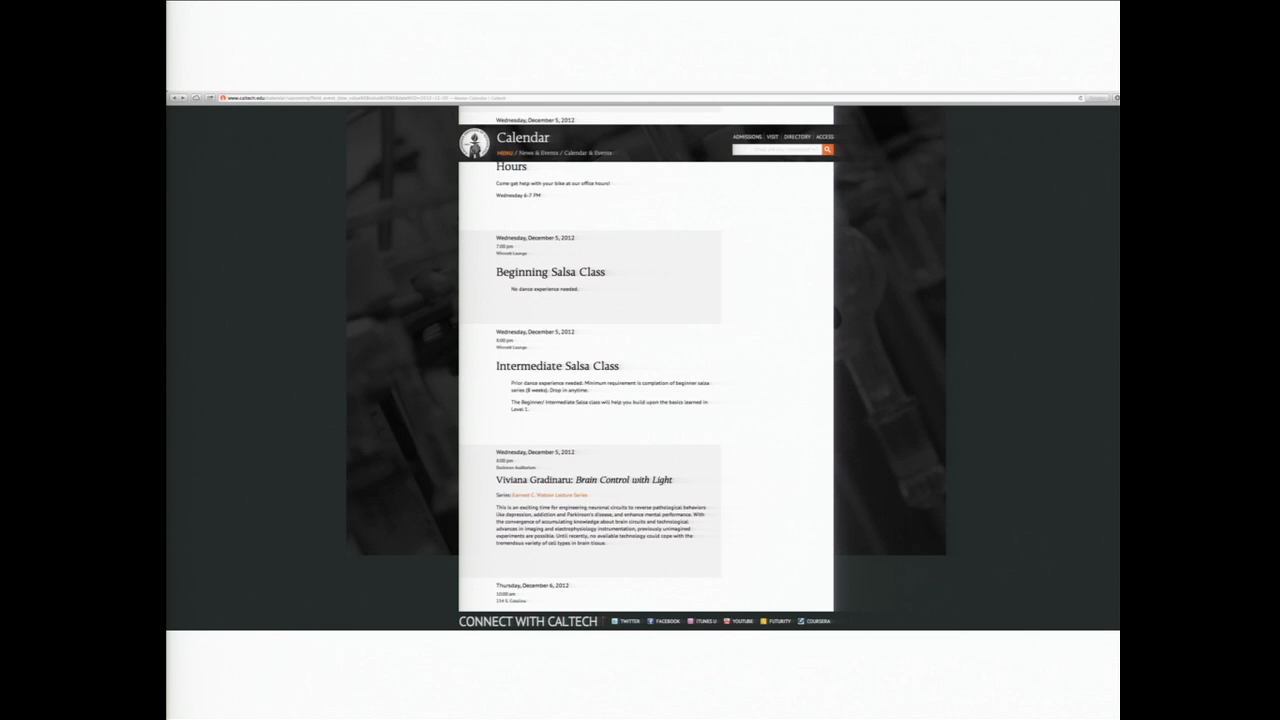 www.caltech.edu
Wednesday, December 5, 2012
Calendar
MENU / News & Events / Calendar & Events
ADMISSIONS | VISIT | DIRECTORY | ACCESS
Hours
Come get help with your bike at our office hours!
Wednesday 6-7 PM
Wednesday, December 5, 2012
7:00 pm
Winnett Lounge
Beginning Salsa Class
No dance experience needed.
Wednesday, December 5, 2012
8:00 pm
Winnett Lounge
Intermediate Salsa Class
Prior dance experience needed: Minimum requirement is completion of beginner salsa
series (8 weeks). Drop in anytime.
The Beginner/ Intermediate Salsa class will help you build upon the basics learned in
Level 1.
Wednesday, December 5, 2012
8:00 pm
Beckman Auditorium
Viviana Gradinaru: Brain Control with Light
Series: Earnest C. Watson Lecture Series
This is an exciting time for engineering neuronal circuits to reverse pathological behaviors
like depression, addiction and Parkinson's disease, and enhance mental performance. With
the convergence of accumulating knowledge about brain circuits and technological
advances in imaging and electrophysiology instrumentation, previously unimagined
experiments are possible. Until recently, no available technology could cope with the
tremendous variety of cell types in brain tissue.
Thursday, December 6, 2012
10:00 am
234 S. Catalina
CONNECT WITH CALTECH
TWITTER FACEBOOK ITUNES U YOUTUBE FUTURITY COURSERA